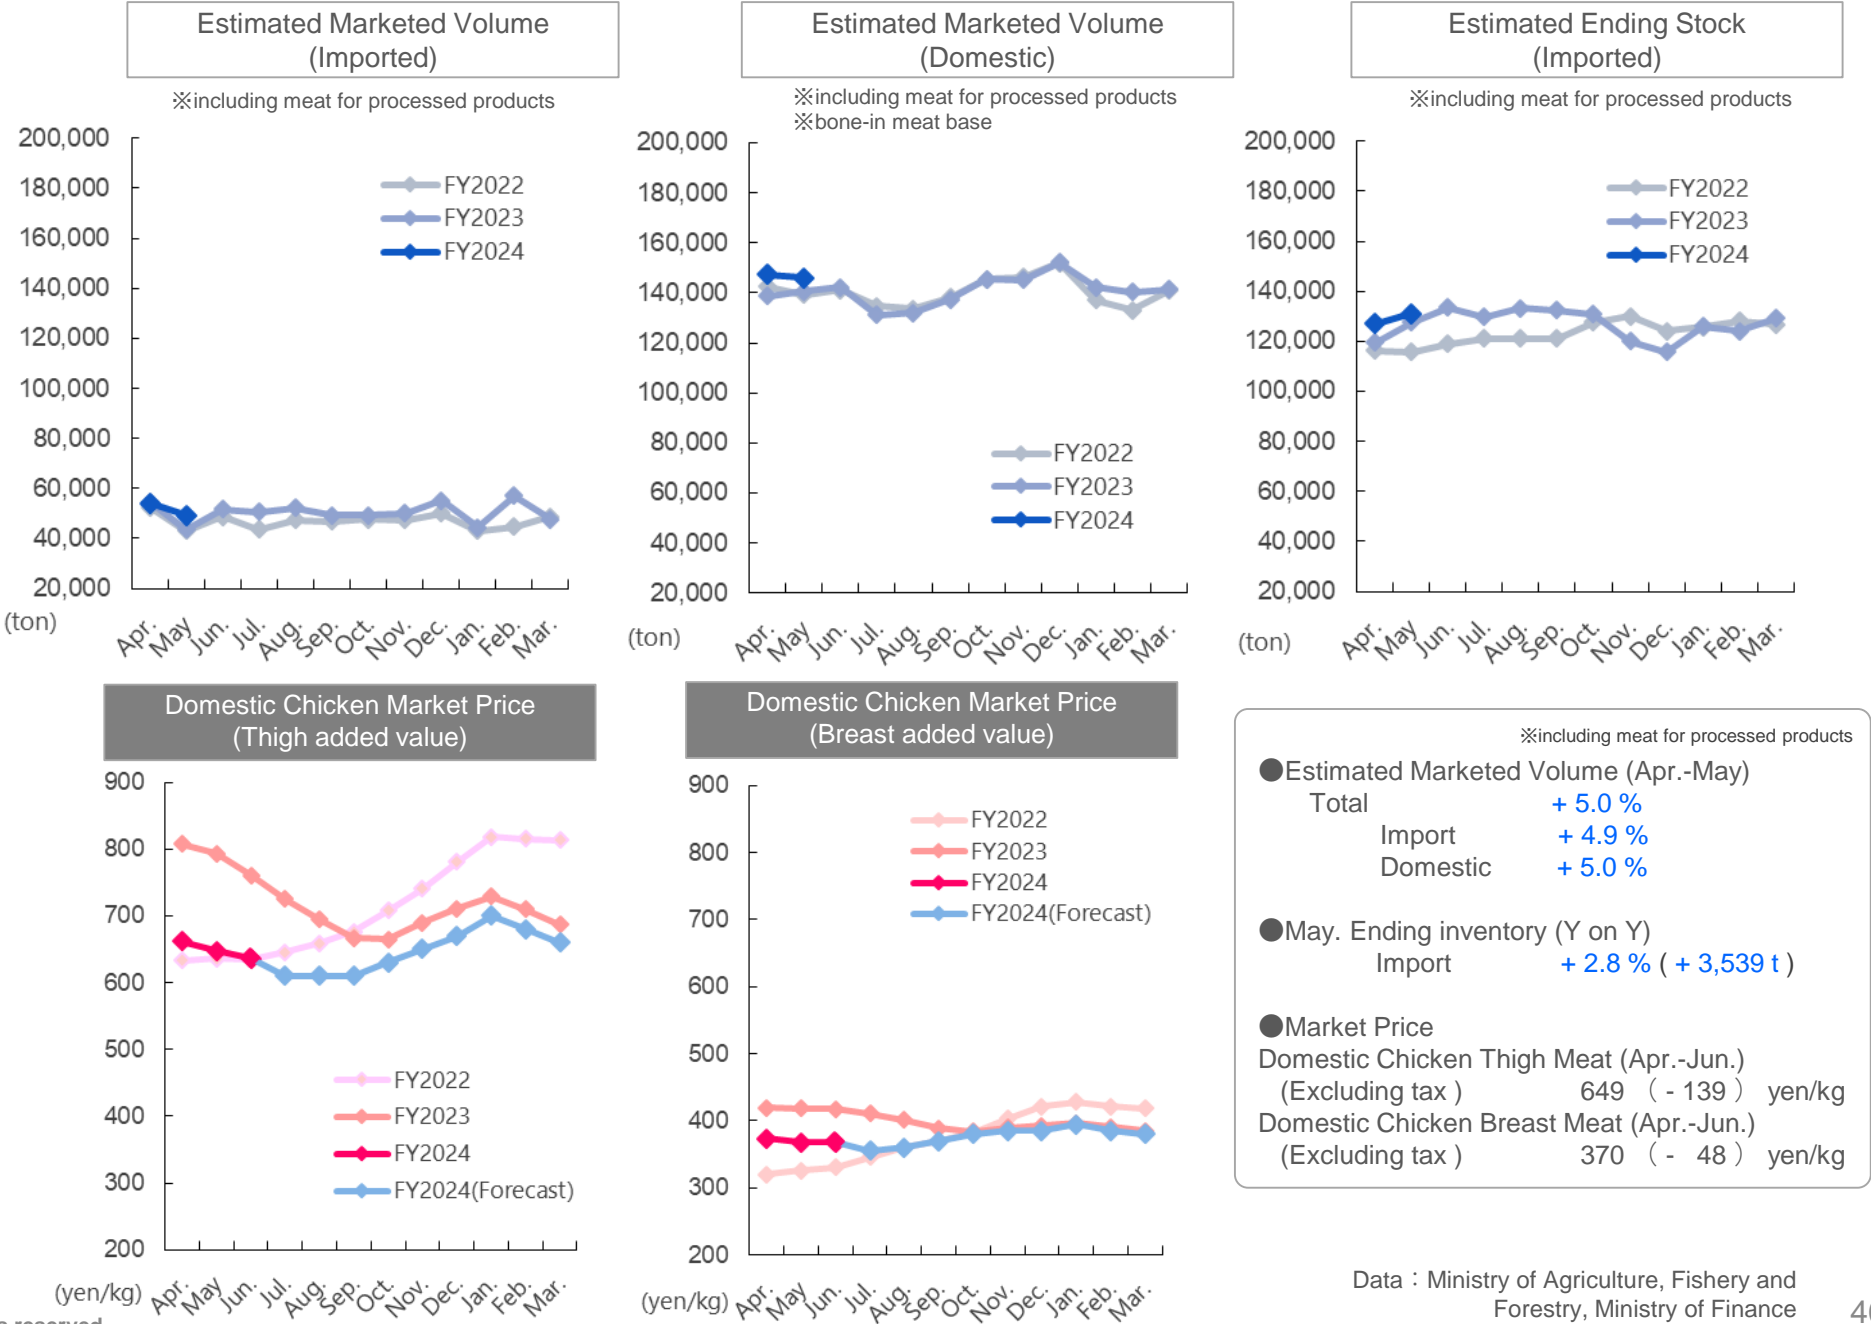 Estimated Marketed Volume
(Imported)
※including meat for processed products
200,000
180,000
160,000
140,000
120,000
100,000
80,000
60,000
40,000
20,000
(ton)
FY2022
FY2023
FY2024
Apr. May Jun. Jul. Aug. Sep. Oct. Nov. Dec. Jan. Feb. Mar.
Estimated Marketed Volume
(Domestic)
※including meat for processed products
※bone-in meat base
200,000
180,000
160,000
140,000
120,000
100,000
80,000
60,000
40,000
20,000
(ton)
FY2022
FY2023
FY2024
Apr. May Jun. Jul. Aug. Sep. Oct. Nov. Dec. Jan. Feb. Mar.
Estimated Ending Stock
(Imported)
※including meat for processed products
200,000
180,000
160,000
140,000
120,000
100,000
80,000
60,000
40,000
20,000
(ton)
FY2022
FY2023
FY2024
Apr. May Jun. Jul. Aug. Sep. Oct. Nov. Dec. Jan. Feb. Mar.
Domestic Chicken Market Price
(Thigh added value)
900
800
700
600
500
400
300
200
(yen/kg)
FY2022
FY2023
FY2024
FY2024(Forecast)
Apr. May Jun. Jul. Aug. Sep. Oct. Nov. Dec. Jan. Feb. Mar.
Domestic Chicken Market Price
(Breast added value)
900
800
700
600
500
400
300
200
(yen/kg)
FY2022
FY2023
FY2024
FY2024(Forecast)
Apr. May Jun. Jul. Aug. Sep. Oct. Nov. Dec. Jan. Feb. Mar.
※including meat for processed products
●Estimated Marketed Volume (Apr.-May)
Total + 5.0 %
Import + 4.9 %
Domestic + 5.0 %
●May. Ending inventory (Y on Y)
Import + 2.8 % ( + 3,539 t )
●Market Price
Domestic Chicken Thigh Meat (Apr.-Jun.)
(Excluding tax ) 649 （ - 139 ） yen/kg
Domestic Chicken Breast Meat (Apr.-Jun.)
(Excluding tax ) 370 （ - 48 ） yen/kg
Data：Ministry of Agriculture, Fishery and
Forestry, Ministry of Finance
reserved